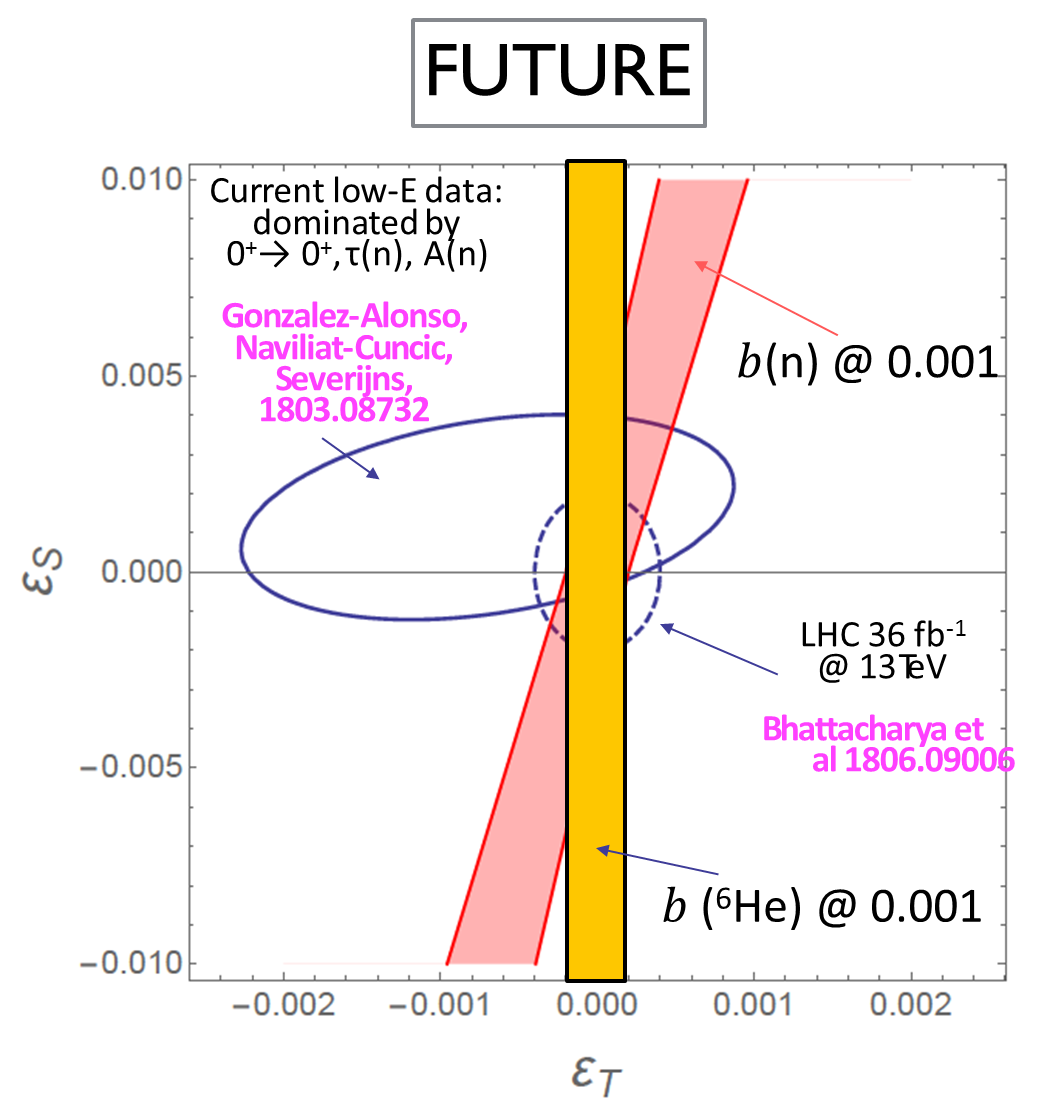 FUTURE
0.010
Current low-E data:
dominated by
0⁺→ 0⁺, τ(n), A(n)
Gonzalez-Alonso,
Naviliat-Cuncic,
Severijns,
1803.08732
b(n) @ 0.001
0.005
εS
0.000
LHC 36 fb⁻¹
@ 13TeV
Bhattacharya et
al 1806.09006
−0.005
b (⁶He) @ 0.001
−0.010
−0.002 −0.001 0.000 0.001 0.002
εT